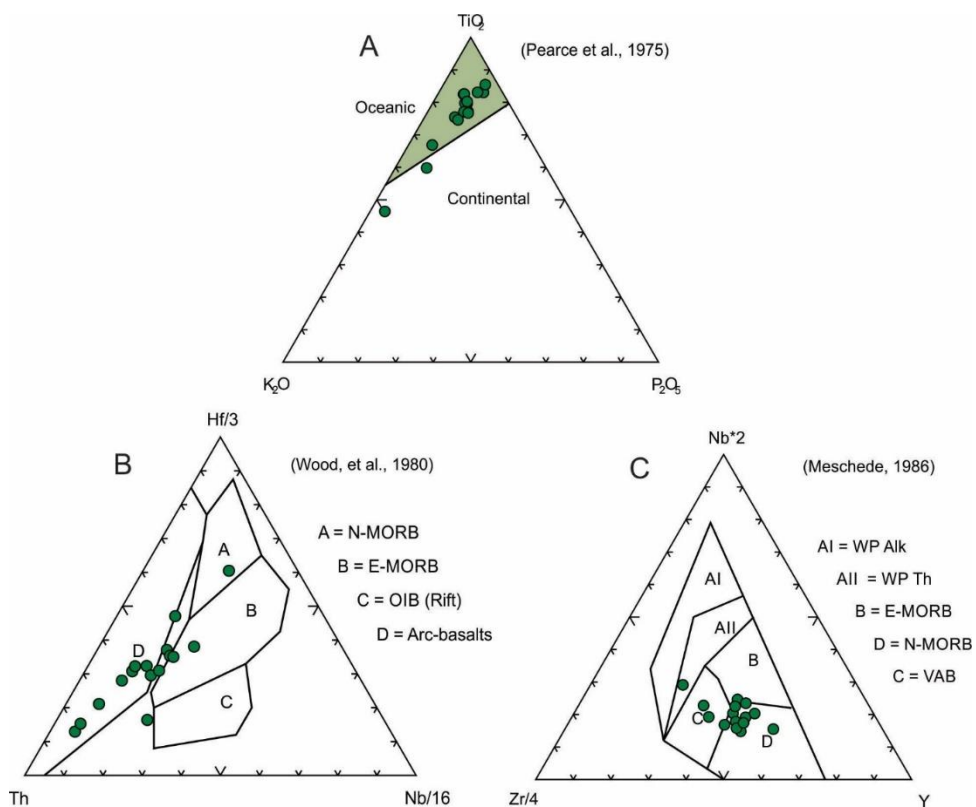 TiO2
A
(Pearce et al., 1975)
Oceanic
Continental
K2O
P2O5
Hf/3
B
(Wood, et al., 1980)
A = N-MORB
B = E-MORB
C = OIB (Rift)
D = Arc-basalts
A
B
D
C
Th
Nb/16
Nb*2
C
(Meschede, 1986)
AI = WP Alk
AII = WP Th
B = E-MORB
D = N-MORB
C = VAB
AI
AII
B
C
D
Zr/4
Y